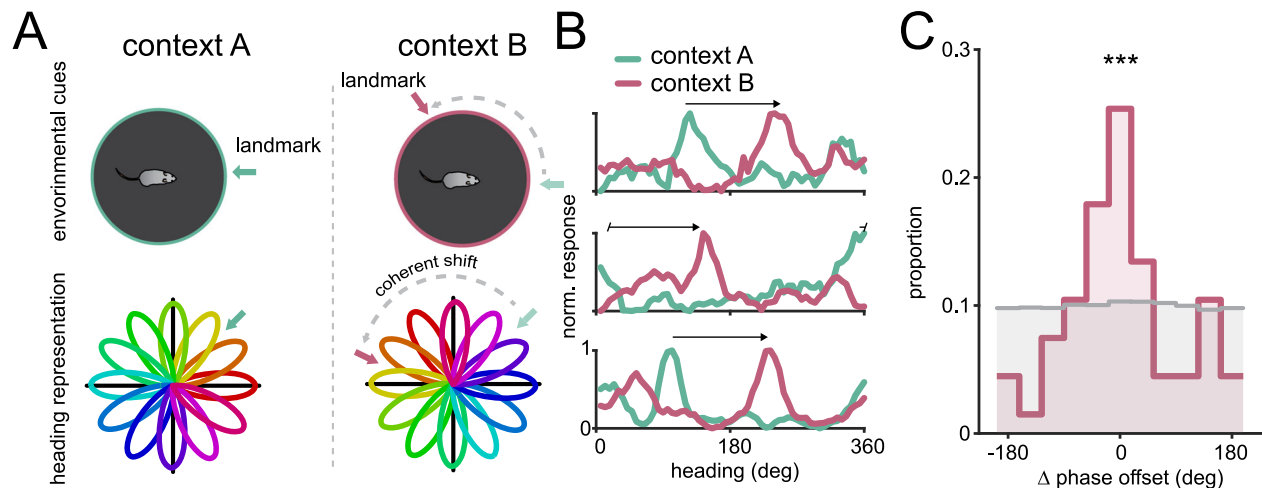 A
context A
context B
envorinmental cues
landmark
landmark
coherent shift
heading representation
B
context A
context B
norm. response
1
0
0
180
360
heading (deg)
C
proportion
0.3
0.2
0.1
0
***
-180
0
180
Δ phase offset (deg)